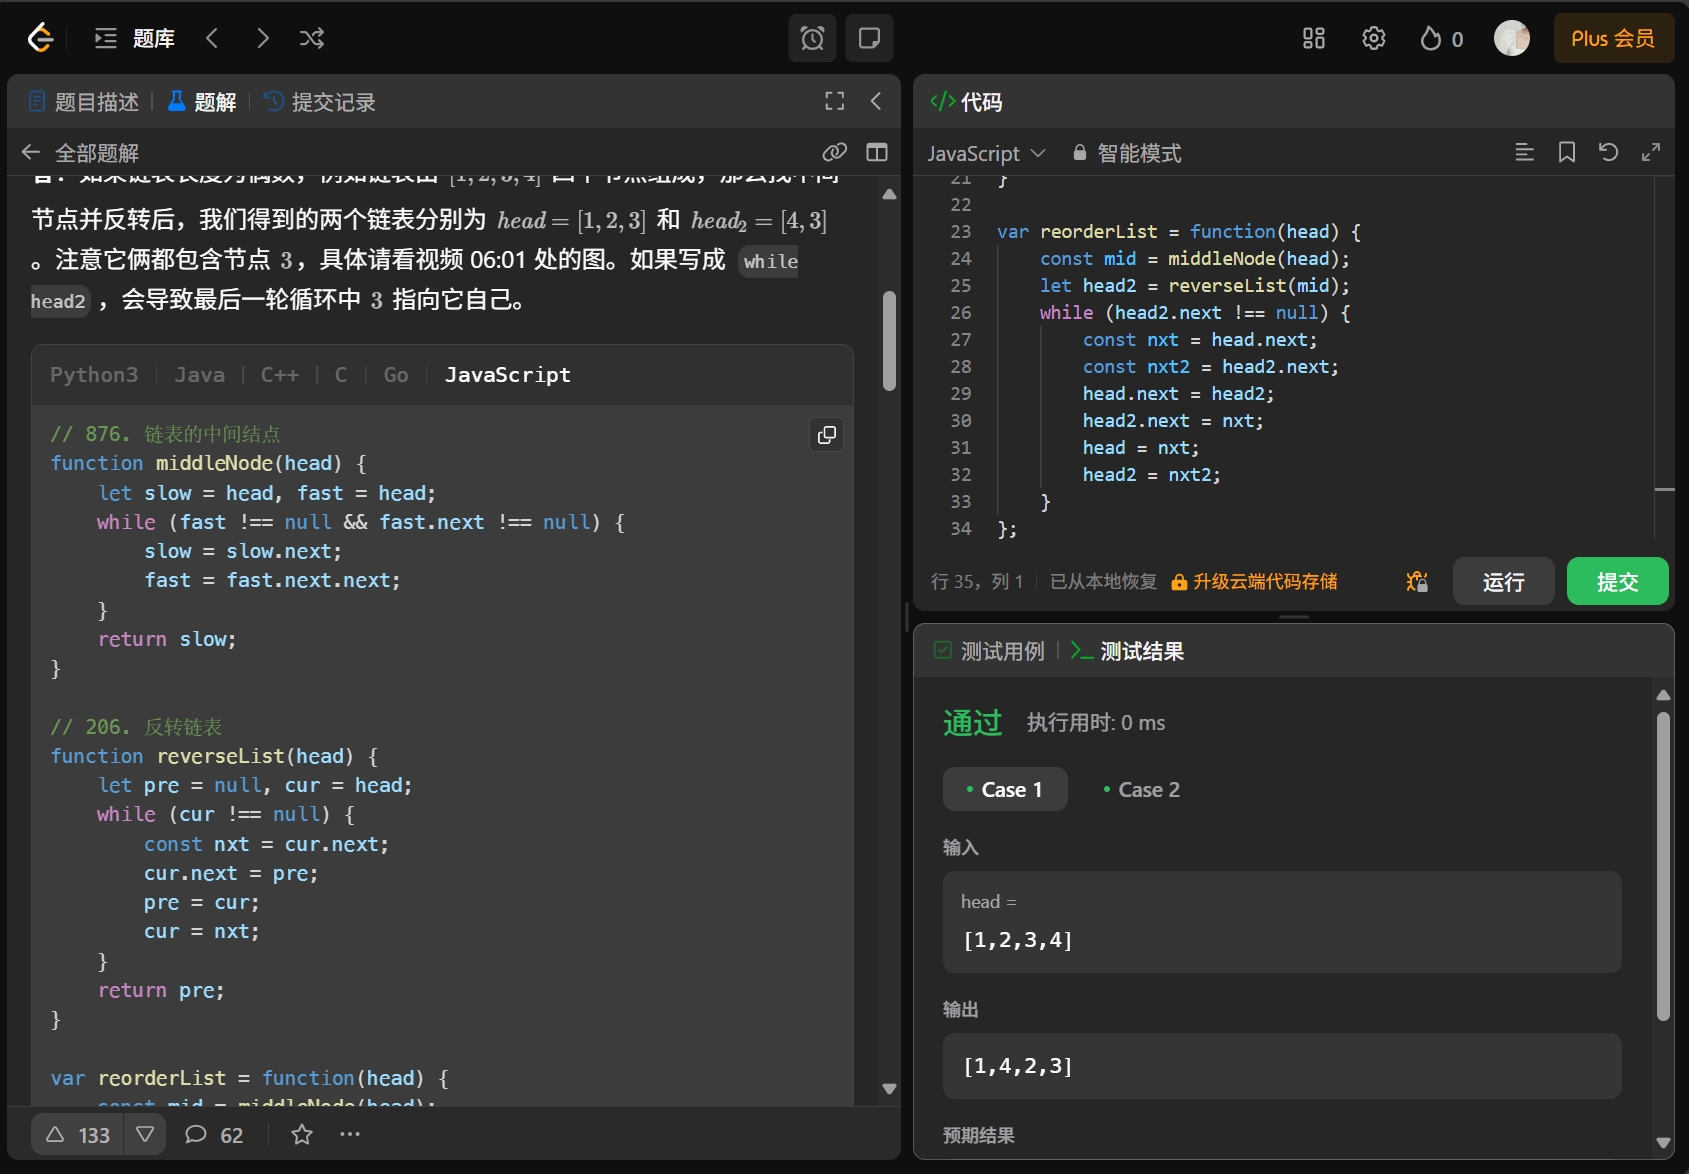 题库
0
Plus 会员
题目描述
题解
提交记录
全部题解
节点并反转后，我们得到的两个链表分别为 head = [1, 2, 3] 和 head2 = [4, 3]
。注意它俩都包含节点 3，具体请看视频 06:01 处的图。如果写成 while
head2 ，会导致最后一轮循环中 3 指向它自己。
Python3 | Java | C++ | C | Go | JavaScript
// 876. 链表的中间结点
function middleNode(head) {
    let slow = head, fast = head;
    while (fast !== null && fast.next !== null) {
        slow = slow.next;
        fast = fast.next.next;
    }
    return slow;
}
// 206. 反转链表
function reverseList(head) {
    let pre = null, cur = head;
    while (cur !== null) {
        const nxt = cur.next;
        cur.next = pre;
        pre = cur;
        cur = nxt;
    }
    return pre;
}
var reorderList = function(head) {
    const mid = middleNode(head);
133
62
代码
JavaScript
智能模式
21 }
22
23 var reorderList = function(head) {
24     const mid = middleNode(head);
25     let head2 = reverseList(mid);
26     while (head2.next !== null) {
27         const nxt = head.next;
28         const nxt2 = head2.next;
29         head.next = head2;
30         head2.next = nxt;
31         head = nxt;
32         head2 = nxt2;
33     }
34 };
行 35，列 1
已从本地恢复
升级云端代码存储
运行
提交
测试用例
测试结果
通过
执行用时: 0 ms
Case 1
Case 2
输入
head =
[1,2,3,4]
输出
[1,4,2,3]
预期结果